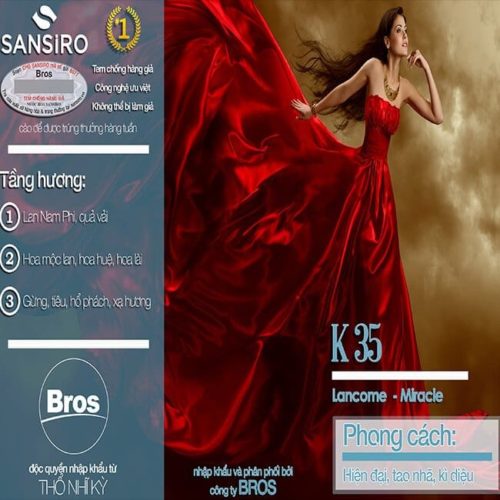 SANSiRO
1
Bros
Tem chống hàng giả
Công nghệ ưu việt
Không thể bị làm giả
cào để được trúng thưởng hàng tuần
Tầng hương:
1 Lan Nam Phi, quả vải
2 Hoa mộc lan, hoa huệ, hoa lài
3 Gừng, tiêu, hổ phách, xạ hương
Bros
độc quyền nhập khẩu từ
THỔ NHĨ KỲ
nhập khẩu và phân phối bởi
công ty BROS
K 35
Lancome - Miracle
Phong cách:
Hiện đại, tao nhã, kì diệu